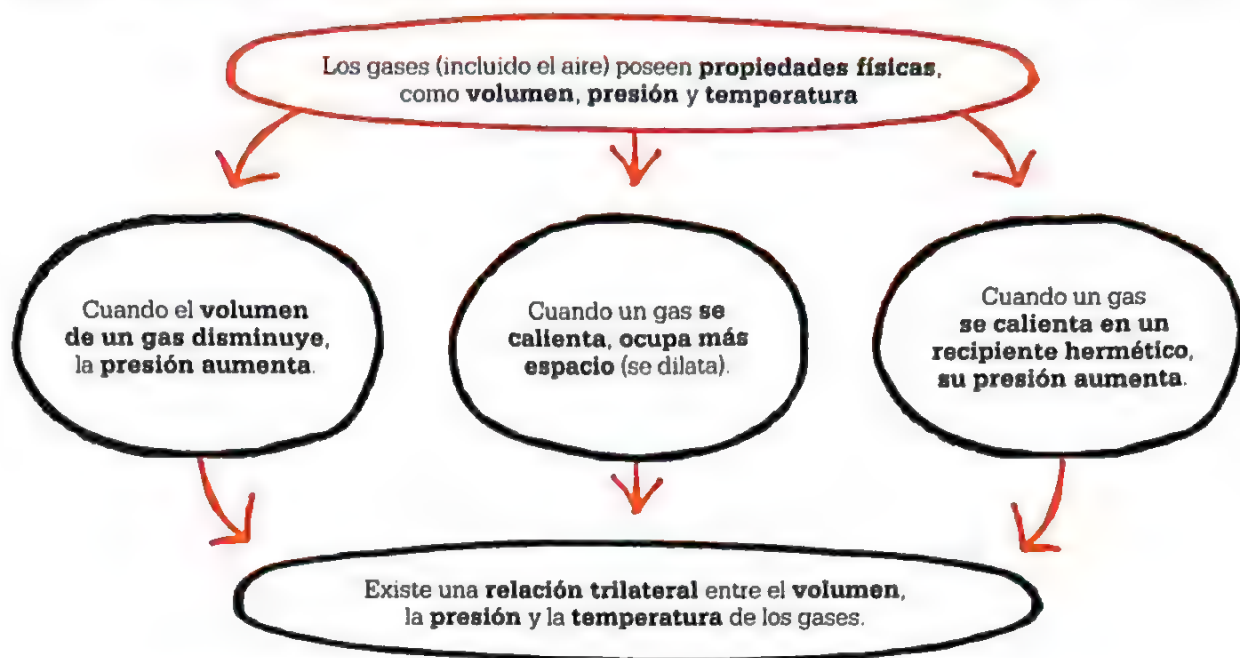 Los gases (incluido el aire) poseen propiedades físicas,
como volumen, presión y temperatura
Cuando el volumen
de un gas disminuye,
la presión aumenta.
Cuando un gas se
calienta, ocupa más
espacio (se dilata).
Cuando un gas
se calienta en un
recipiente hermético,
su presión aumenta.
Existe una relación trilateral entre el volumen,
la presión y la temperatura de los gases.